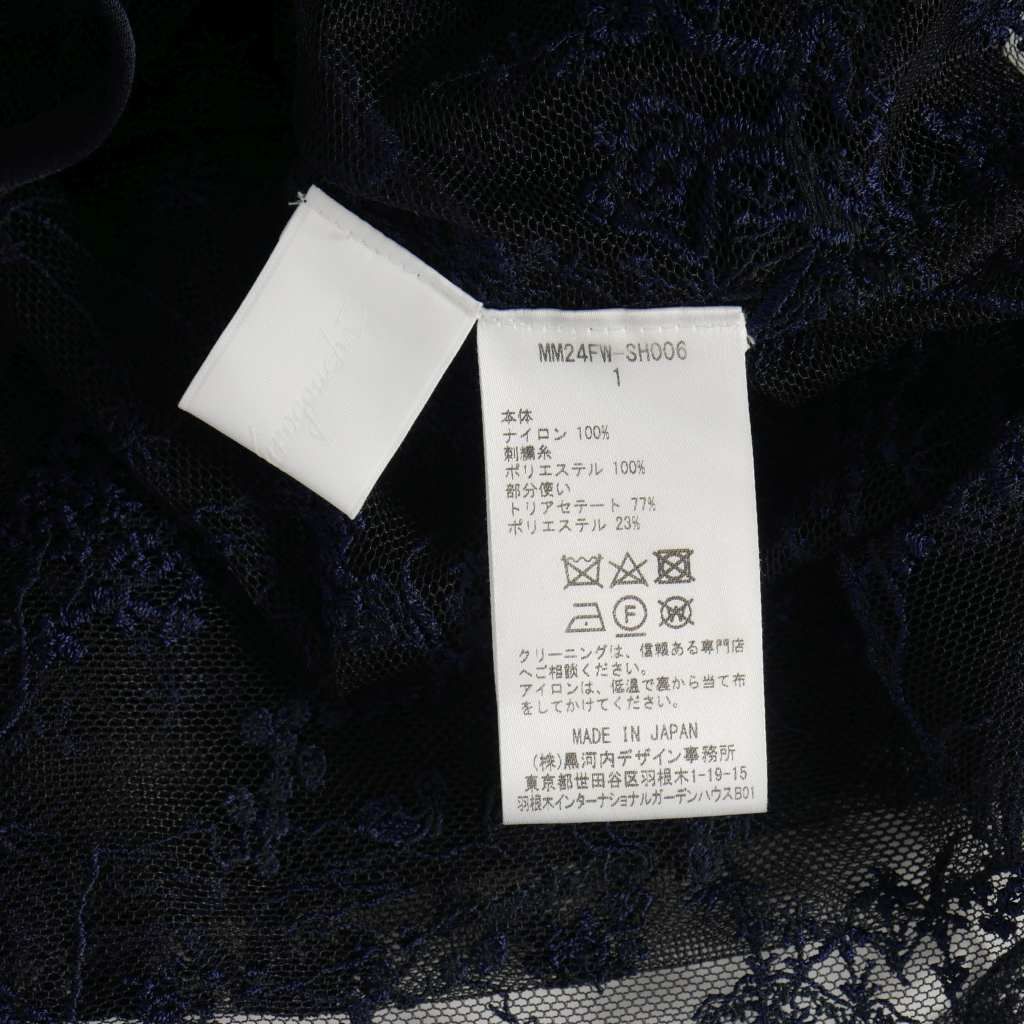 MM24FW-SH006
1
本体
ナイロン 100%
刺繍糸
ポリエステル 100%
部分使い
トリアセテート 77%
ポリエステル 23%
F
W
クリーニングは、信頼ある専門店
へご相談ください。
アイロンは、低温で裏から当て布
をしてかけてください。
MADE IN JAPAN
(株)黒河内デザイン事務所
東京都世田谷区羽根木1-19-15
羽根木インターナショナルガーデンハウスB01